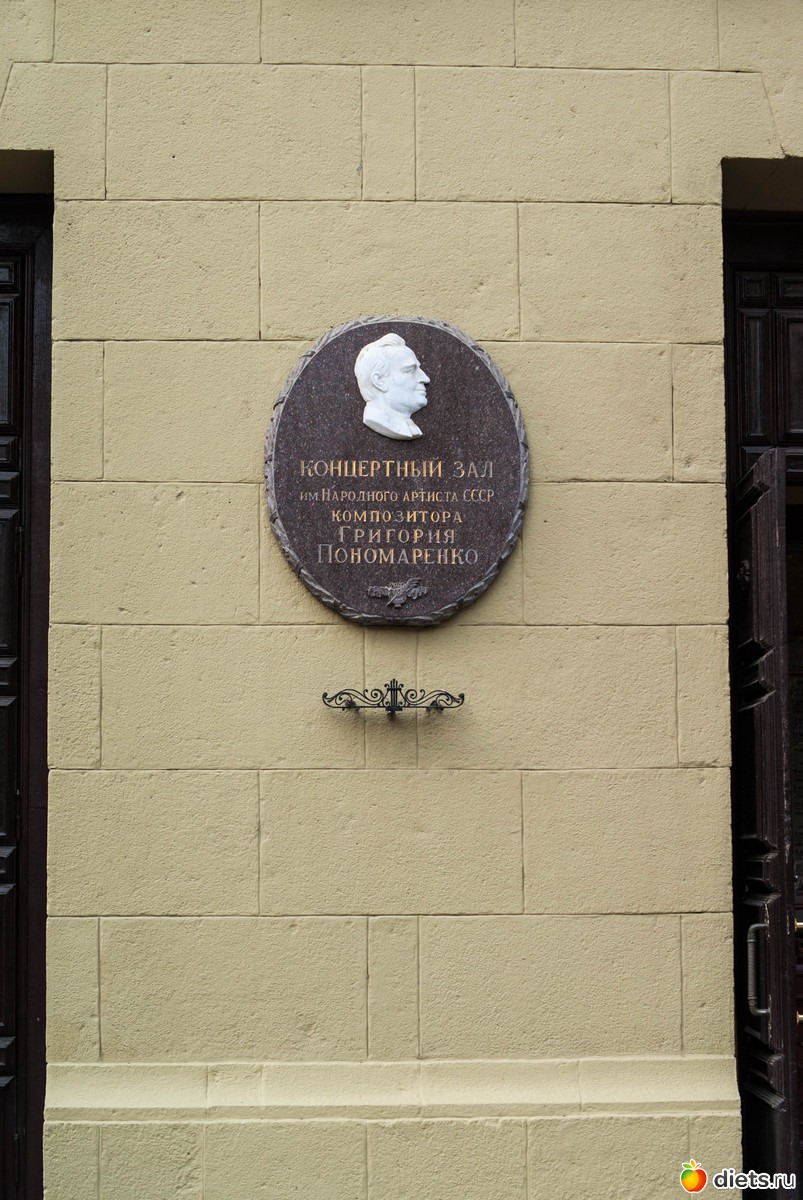 КОНЦЕРТНЫЙ ЗАЛ
ИМ НАРОДНОГО АРТИСТА СССР
КОМПОЗИТОРА
ГРИГОРИЯ
ПОНОМАРЕНКО
diets.ru